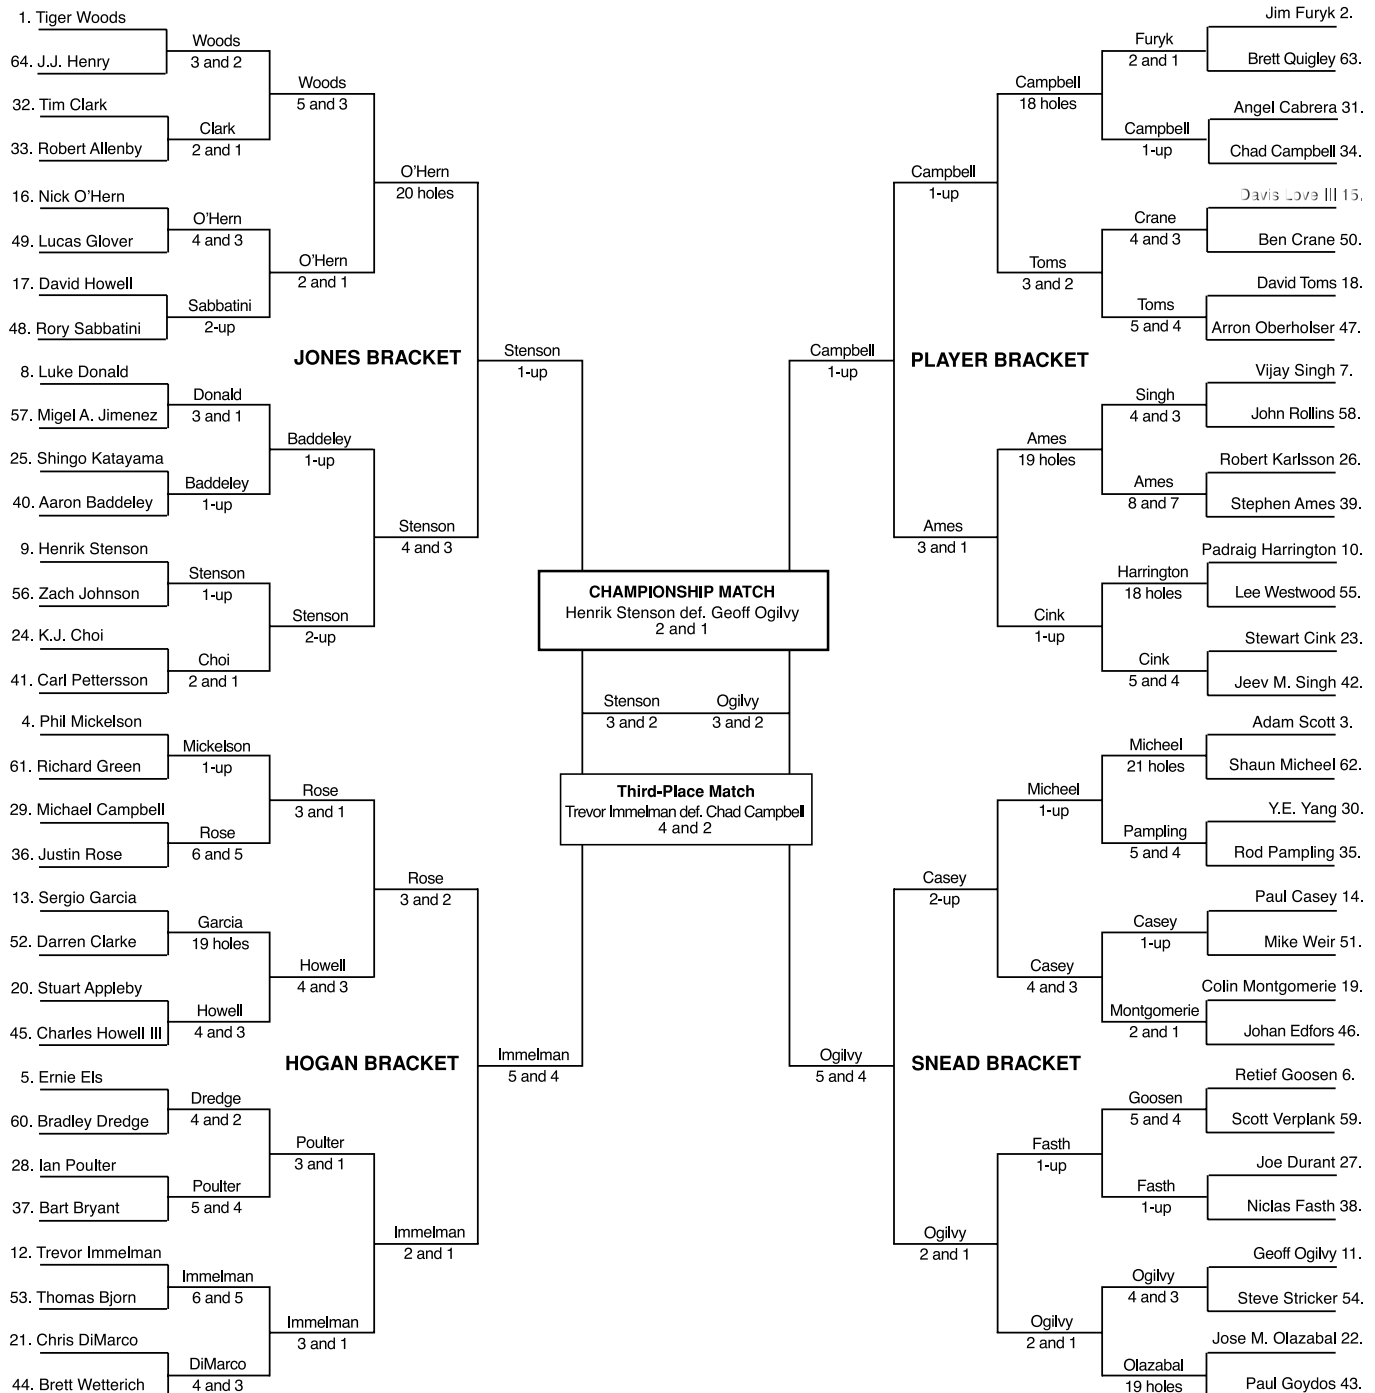 1. Tiger Woods
Woods
3 and 2
64. J.J. Henry
Woods
5 and 3
32. Tim Clark
Clark
2 and 1
33. Robert Allenby
O'Hern
20 holes
16. Nick O'Hern
O'Hern
4 and 3
49. Lucas Glover
O'Hern
2 and 1
17. David Howell
Sabbatini
2-up
48. Rory Sabbatini
JONES BRACKET
Stenson
1-up
8. Luke Donald
Donald
3 and 1
57. Migel A. Jimenez
Baddeley
1-up
25. Shingo Katayama
Baddeley
1-up
40. Aaron Baddeley
Stenson
4 and 3
9. Henrik Stenson
Stenson
1-up
56. Zach Johnson
Stenson
2-up
24. K.J. Choi
Choi
2 and 1
41. Carl Pettersson
4. Phil Mickelson
Mickelson
1-up
61. Richard Green
Rose
3 and 1
29. Michael Campbell
Rose
6 and 5
36. Justin Rose
Rose
3 and 2
13. Sergio Garcia
Garcia
19 holes
52. Darren Clarke
Howell
4 and 3
20. Stuart Appleby
Howell
4 and 3
45. Charles Howell III
HOGAN BRACKET
Immelman
5 and 4
5. Ernie Els
Dredge
4 and 2
60. Bradley Dredge
Poulter
3 and 1
28. Ian Poulter
Poulter
5 and 4
37. Bart Bryant
Immelman
2 and 1
12. Trevor Immelman
Immelman
6 and 5
53. Thomas Bjorn
Immelman
3 and 1
21. Chris DiMarco
DiMarco
4 and 3
44. Brett Wetterich
CHAMPIONSHIP MATCH
Henrik Stenson def. Geoff Ogilvy
2 and 1
Stenson
3 and 2
Ogilvy
3 and 2
Third-Place Match
Trevor Immelman def. Chad Campbell
4 and 2
Jim Furyk 2.
Furyk
2 and 1
Brett Quigley 63.
Campbell
18 holes
Angel Cabrera 31.
Campbell
1-up
Chad Campbell 34.
Campbell
1-up
Davis Love III 15.
Crane
4 and 3
Ben Crane 50.
Toms
3 and 2
David Toms 18.
Toms
5 and 4
Arron Oberholser 47.
Campbell
1-up
PLAYER BRACKET
Vijay Singh 7.
Singh
4 and 3
John Rollins 58.
Ames
19 holes
Robert Karlsson 26.
Ames
8 and 7
Stephen Ames 39.
Ames
3 and 1
Padraig Harrington 10.
Harrington
18 holes
Lee Westwood 55.
Cink
1-up
Stewart Cink 23.
Cink
5 and 4
Jeev M. Singh 42.
Adam Scott 3.
Micheel
21 holes
Shaun Micheel 62.
Micheel
1-up
Y.E. Yang 30.
Pampling
5 and 4
Rod Pampling 35.
Casey
2-up
Paul Casey 14.
Casey
1-up
Mike Weir 51.
Casey
4 and 3
Colin Montgomerie 19.
Montgomerie
2 and 1
Johan Edfors 46.
Ogilvy
5 and 4
SNEAD BRACKET
Retief Goosen 6.
Goosen
5 and 4
Scott Verplank 59.
Fasth
1-up
Joe Durant 27.
Fasth
1-up
Niclas Fasth 38.
Ogilvy
2 and 1
Geoff Ogilvy 11.
Ogilvy
4 and 3
Steve Stricker 54.
Ogilvy
2 and 1
Jose M. Olazabal 22.
Olazabal
19 holes
Paul Goydos 43.